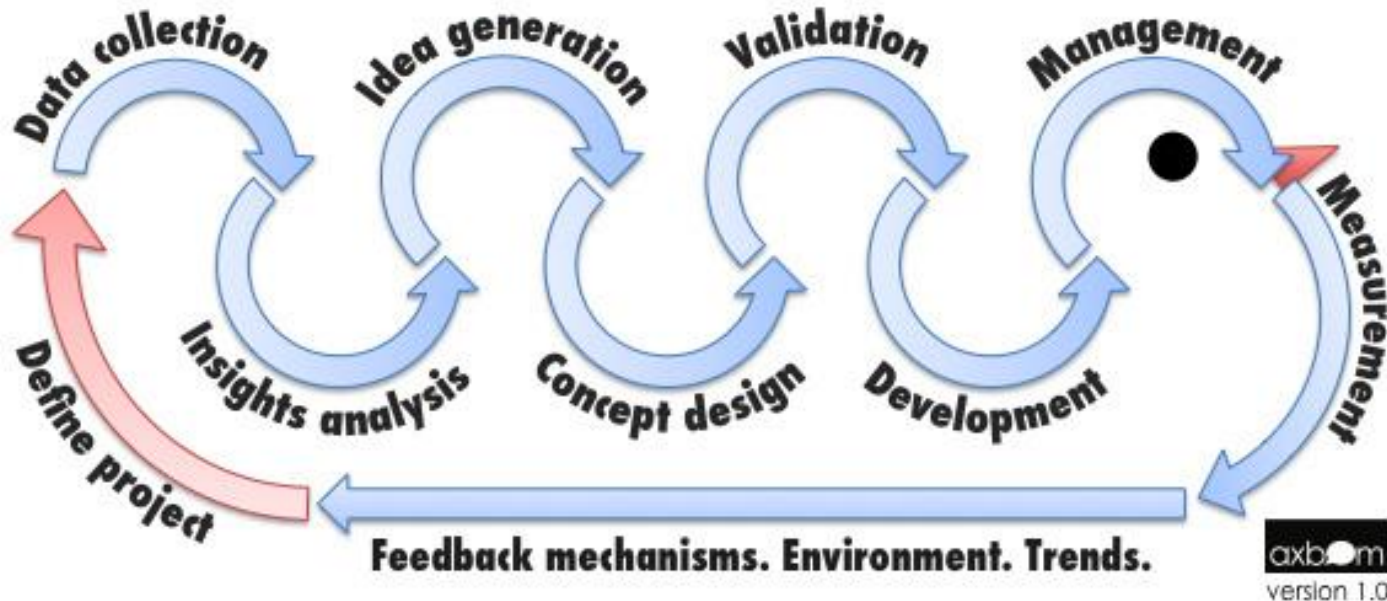 Data collection
Idea generation
Validation
Management
Measurement
Insights analysis
Concept design
Development
Define project
Feedback mechanisms. Environment. Trends.
axbom
version 1.0